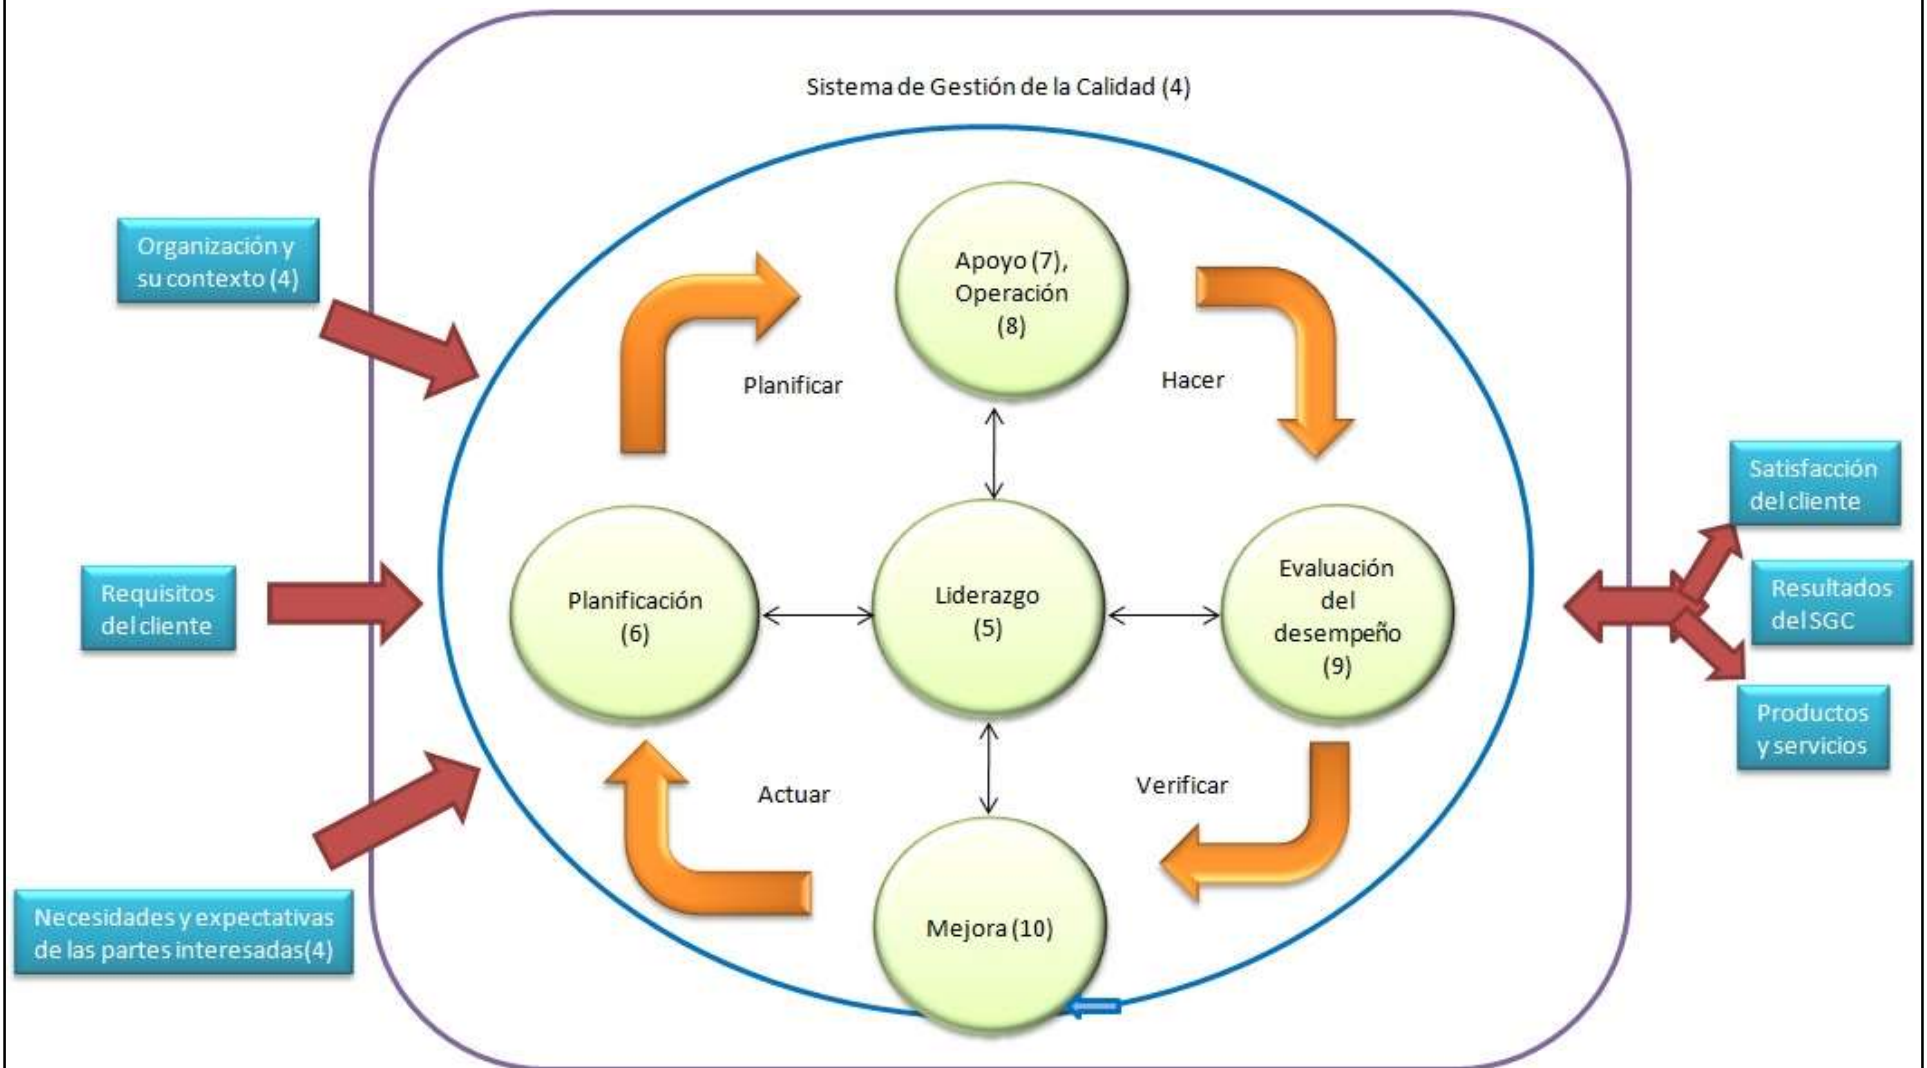 Sistema de Gestión de la Calidad (4)
Organización y
su contexto (4)
Apoyo (7),
Operación
(8)
Planificar
Hacer
Satisfacción
del cliente
Requisitos
del cliente
Planificación
(6)
Liderazgo
(5)
Evaluación
del
desempeño
(9)
Resultados
del SGC
Productos
y servicios
Actuar
Verificar
Necesidades y expectativas
de las partes interesadas(4)
Mejora (10)